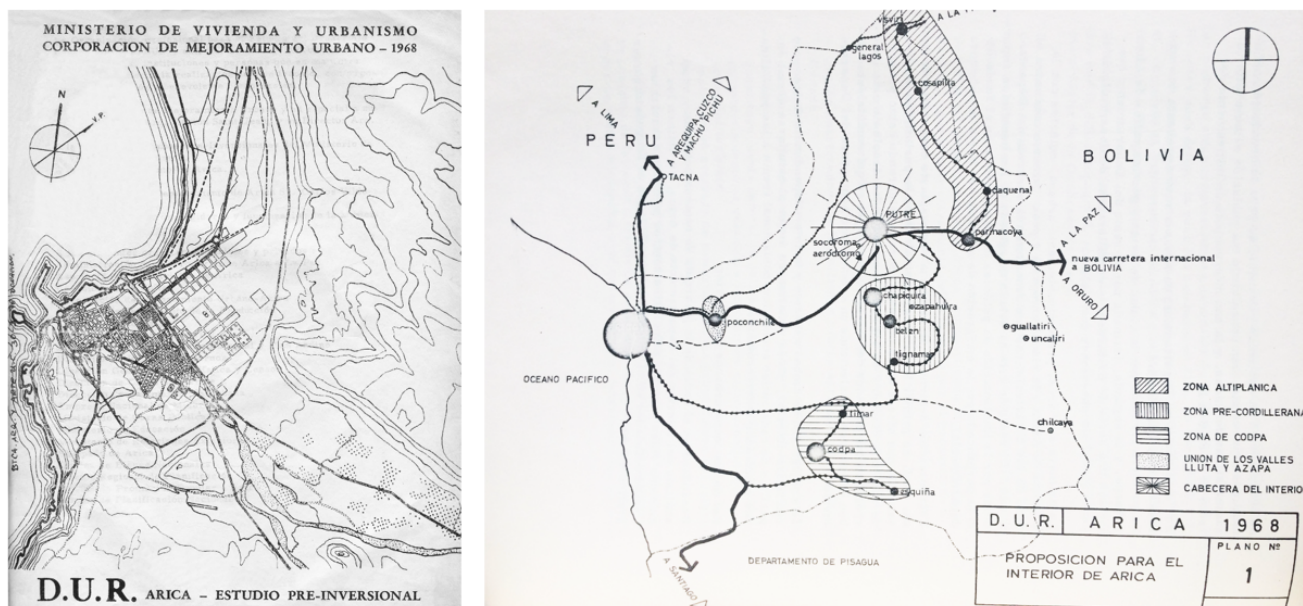 MINISTERIO DE VIVIENDA Y URBANISMO
CORPORACION DE MEJORAMIENTO URBANO – 1968
N
V.P.
D.U.R. ARICA – ESTUDIO PRE-INVERSIONAL
visviri
A LA
general
lagos
cosapilla
A LIMA
A AREQUIPA, CUZCO
Y MACHU PICHU
PERU
BOLIVIA
TACNA
caquena
PUTRE
parinacota
socoroma
aerodromo
A LA PAZ
nueva carretera internacional
a BOLIVIA
A ORURO
chapiquiña
zapahuira
poconchile
belen
guallatiri
uncaliri
tignamar
OCEANO PACIFICO
timar
chilcaya
codpa
esquiña
ZONA ALTIPLANICA
ZONA PRE-CORDILLERANA
ZONA DE CODPA
UNION DE LOS VALLES
LLUTA Y AZAPA
CABECERA DEL INTERIOR
DEPARTAMENTO DE PISAGUA
A SANTIAGO
D.U.R. ARICA 1968
PROPOSICION PARA EL
INTERIOR DE ARICA
PLANO Nº
1